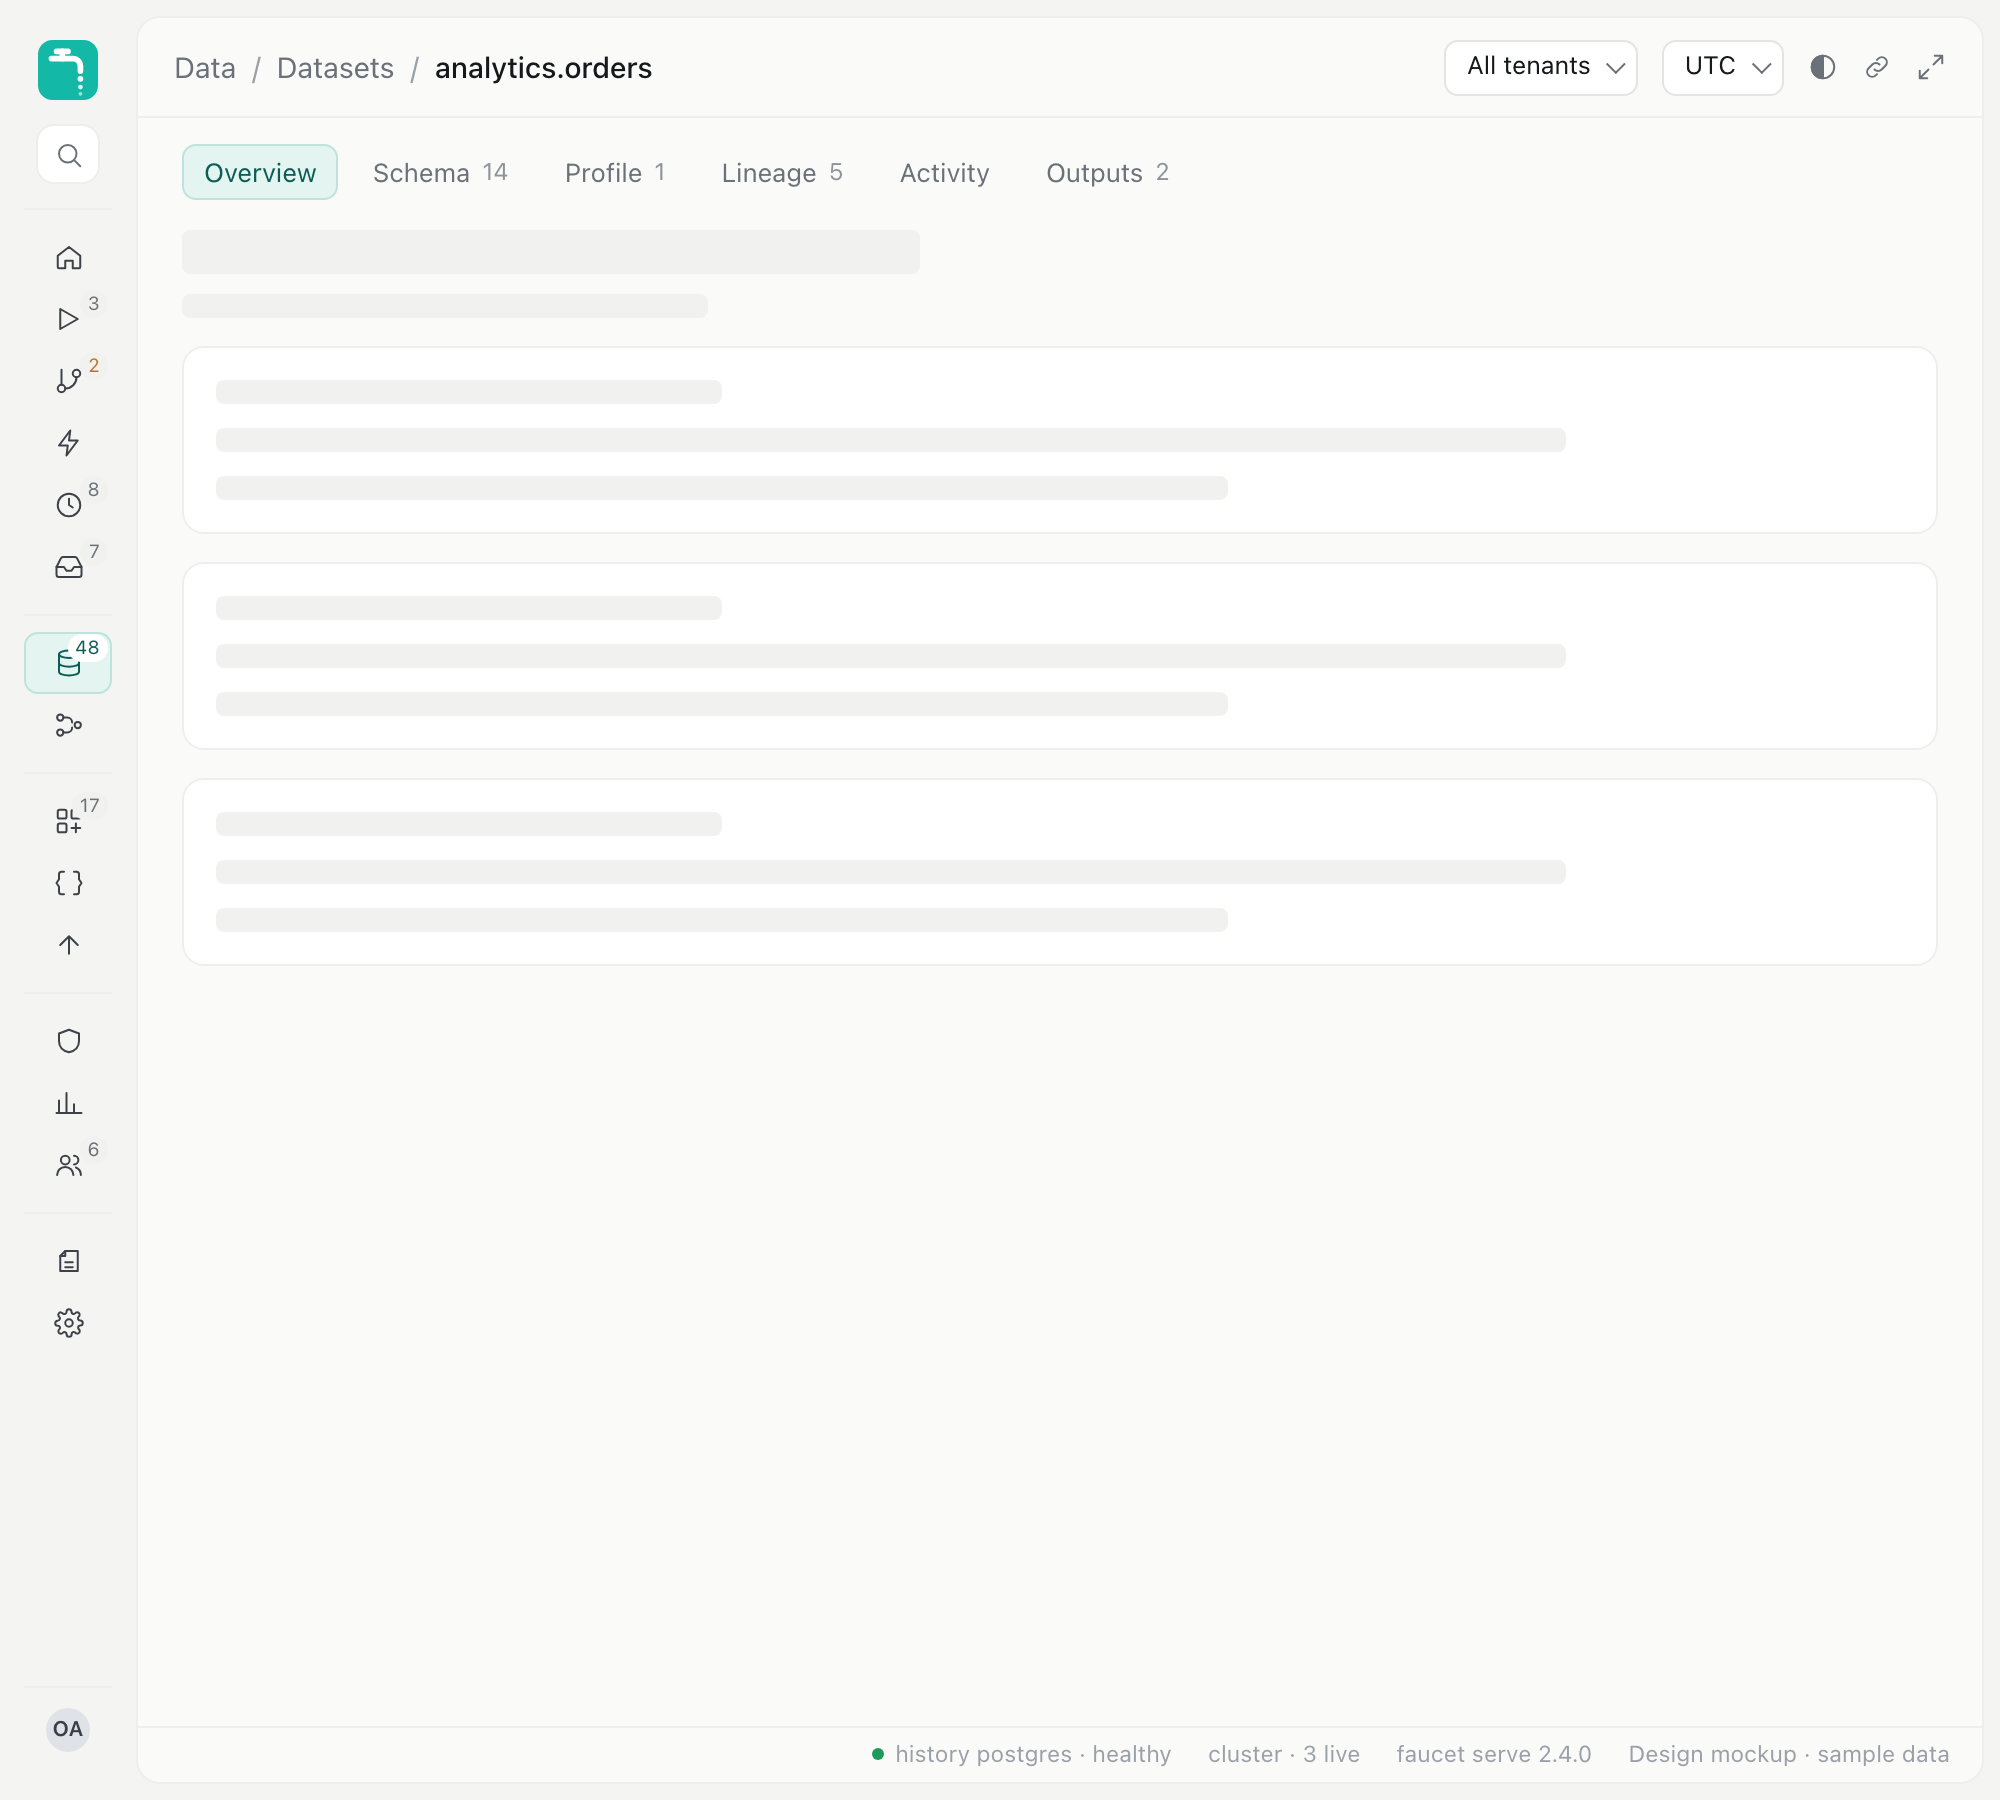 Data / Datasets / analytics.orders
All tenants
UTC
Overview
Schema 14
Profile 1
Lineage 5
Activity
Outputs 2
3
2
8
7
48
17
6
OA
history postgres · healthy
cluster · 3 live
faucet serve 2.4.0
Design mockup · sample data